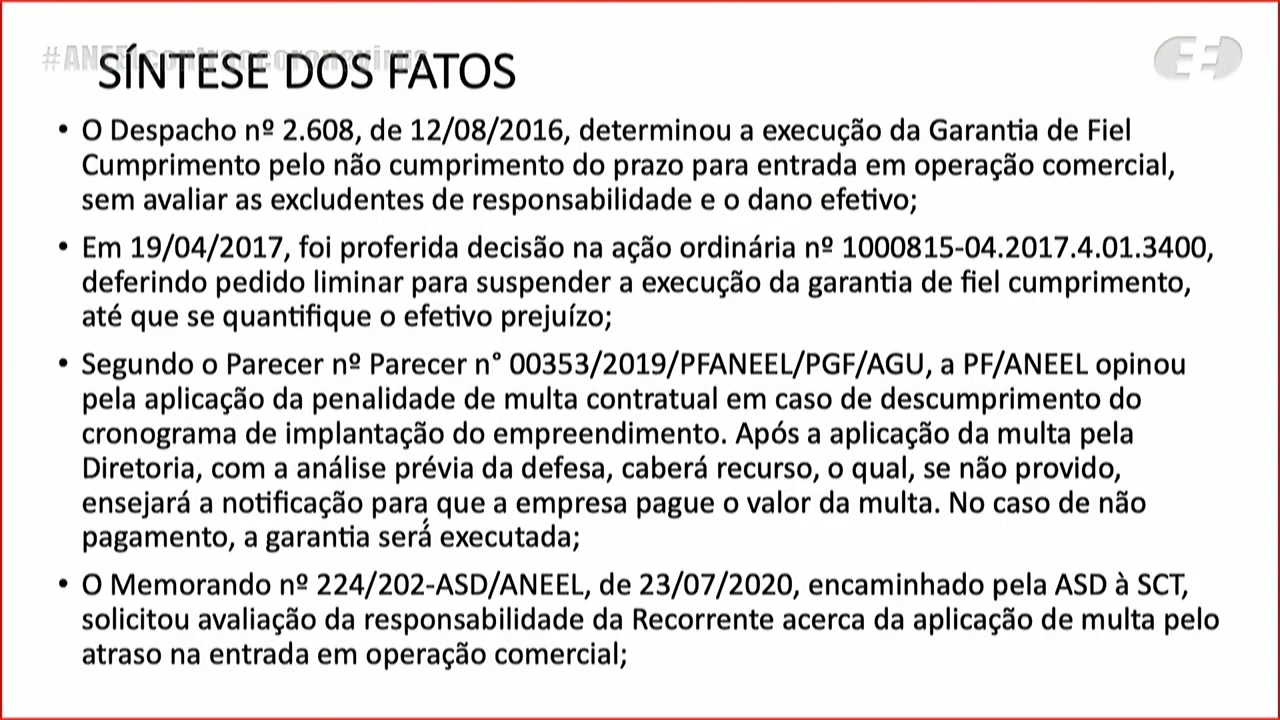 #ANEELcontraocoronavírus
SÍNTESE DOS FATOS
• O Despacho nº 2.608, de 12/08/2016, determinou a execução da Garantia de Fiel
Cumprimento pelo não cumprimento do prazo para entrada em operação comercial,
sem avaliar as excludentes de responsabilidade e o dano efetivo;
• Em 19/04/2017, foi proferida decisão na ação ordinária nº 1000815-04.2017.4.01.3400,
deferindo pedido liminar para suspender a execução da garantia de fiel cumprimento,
até que se quantifique o efetivo prejuízo;
• Segundo o Parecer nº Parecer n° 00353/2019/PFANEEL/PGF/AGU, a PF/ANEEL opinou
pela aplicação da penalidade de multa contratual em caso de descumprimento do
cronograma de implantação do empreendimento. Após a aplicação da multa pela
Diretoria, com a análise prévia da defesa, caberá recurso, o qual, se não provido,
ensejará a notificação para que a empresa pague o valor da multa. No caso de não
pagamento, a garantia será́ executada;
• O Memorando nº 224/202-ASD/ANEEL, de 23/07/2020, encaminhado pela ASD à SCT,
solicitou avaliação da responsabilidade da Recorrente acerca da aplicação de multa pelo
atraso na entrada em operação comercial;